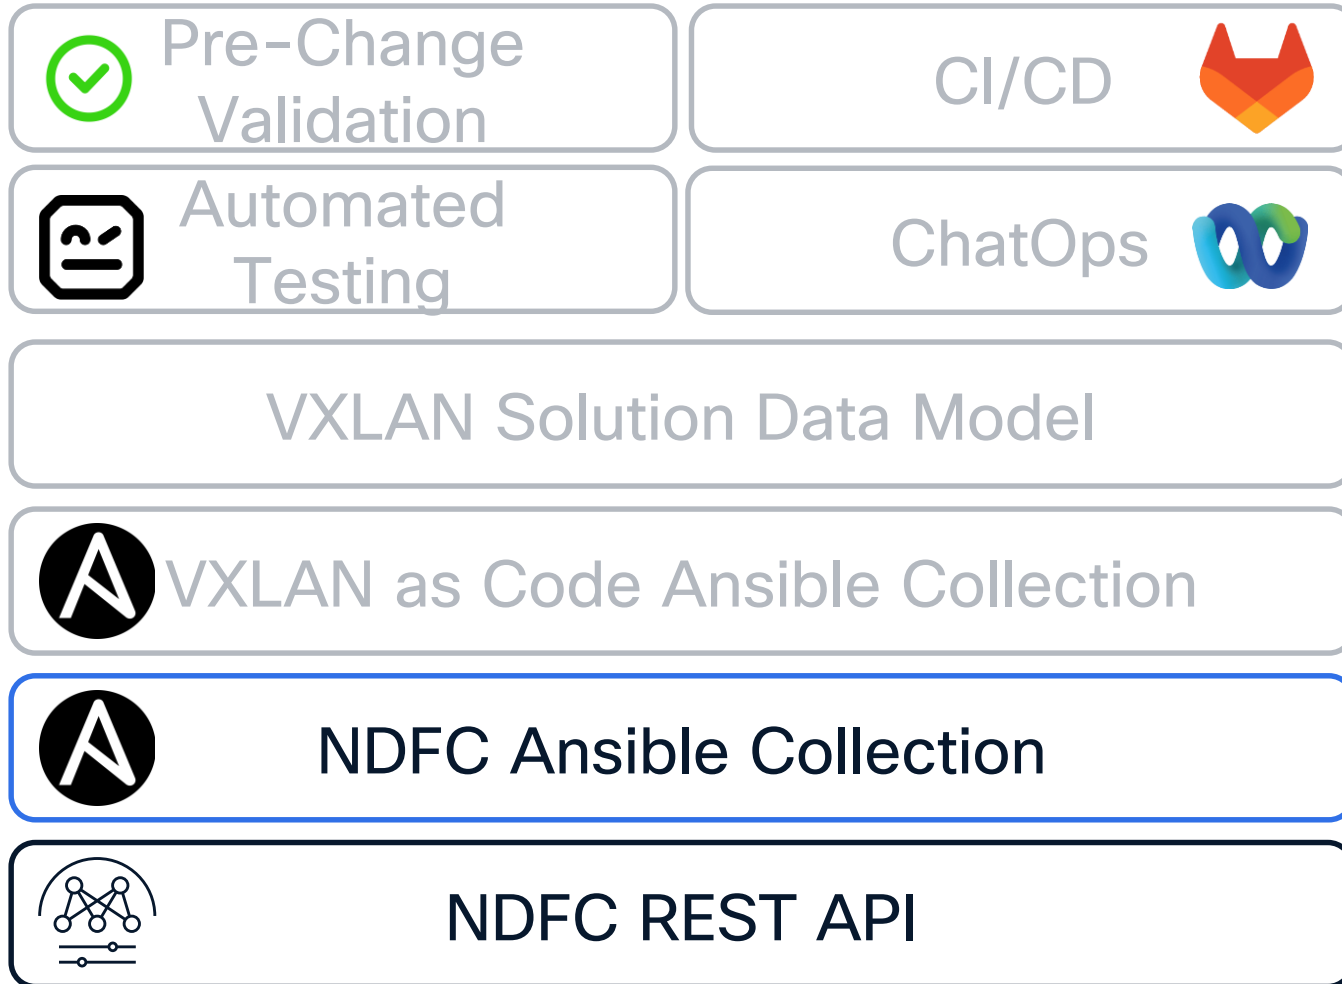 Pre-Change
Validation
CI/CD
Automated
Testing
ChatOps
VXLAN Solution Data Model
VXLAN as Code Ansible Collection
NDFC Ansible Collection
NDFC REST API